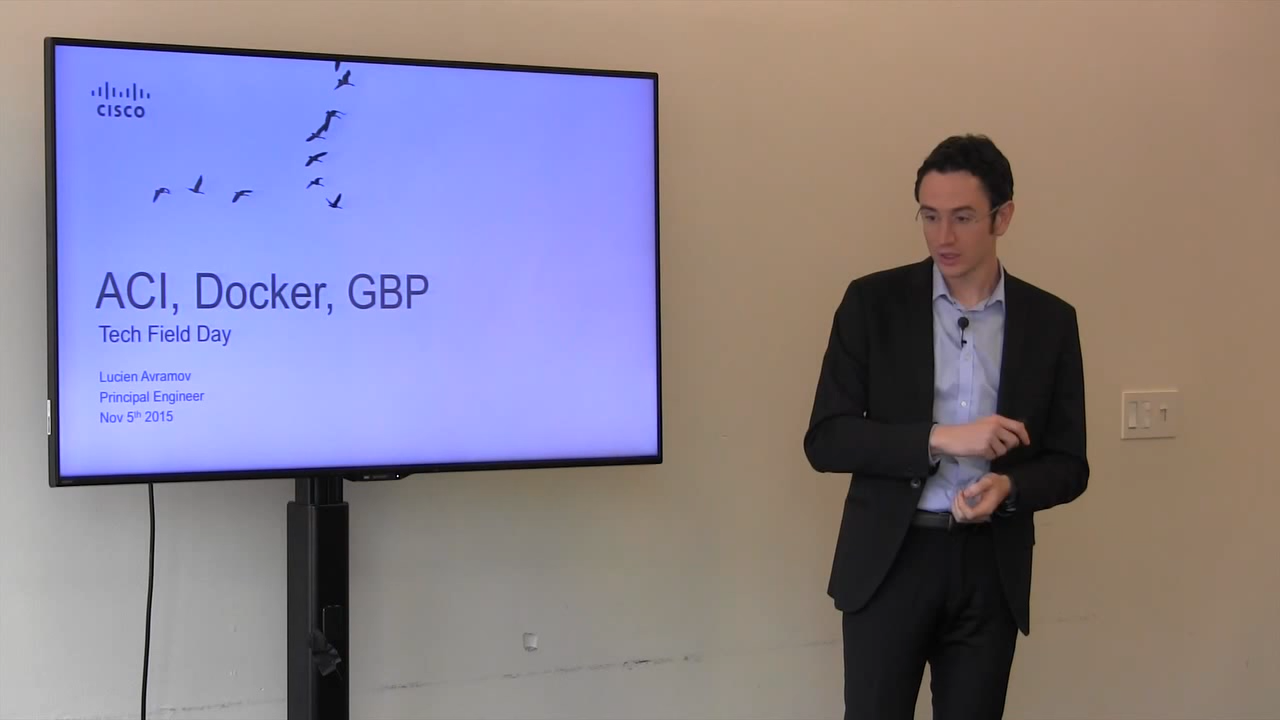 CISCO
ACI, Docker, GBP
Tech Field Day
Lucien Avramov
Principal Engineer
Nov 5th 2015